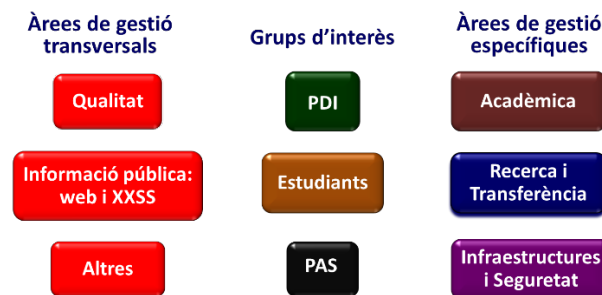 Àrees de gestió
transversals
Grups d'interès
Àrees de gestió
específiques
Qualitat
PDI
Acadèmica
Informació pública:
web i XXSS
Estudiants
Recerca i
Transferència
Altres
PAS
Infraestructures
i Seguretat